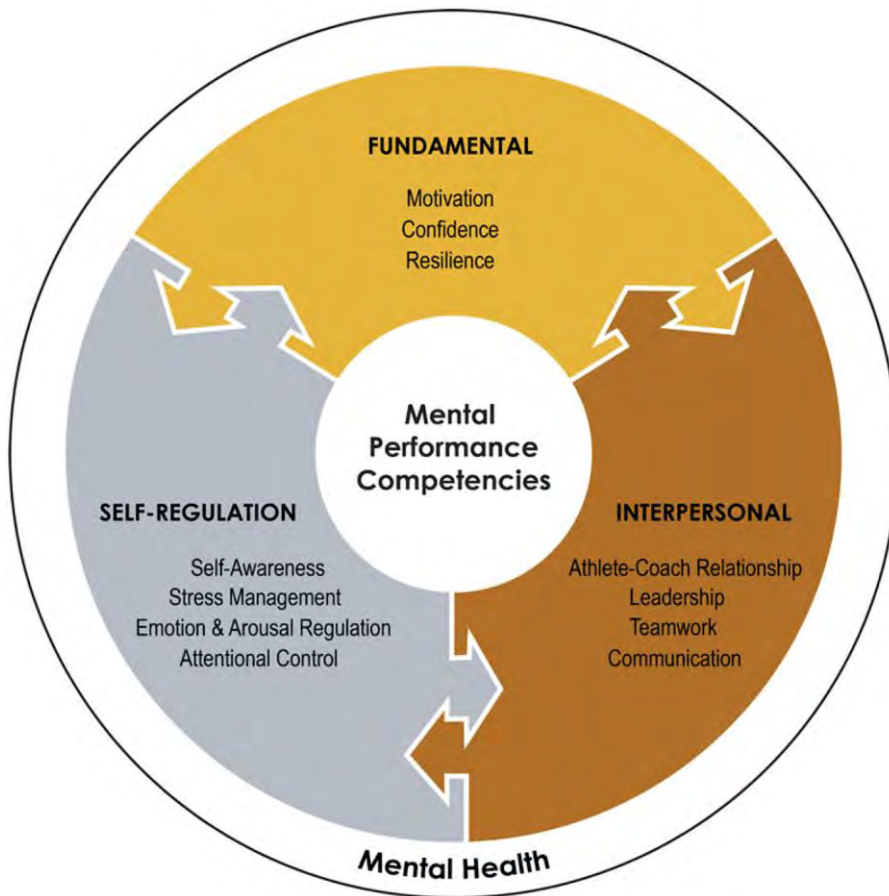 FUNDAMENTAL
Motivation
Confidence
Resilience
Mental
Performance
Competencies
SELF-REGULATION
Self-Awareness
Stress Management
Emotion & Arousal Regulation
Attentional Control
INTERPERSONAL
Athlete-Coach Relationship
Leadership
Teamwork
Communication
Mental Health